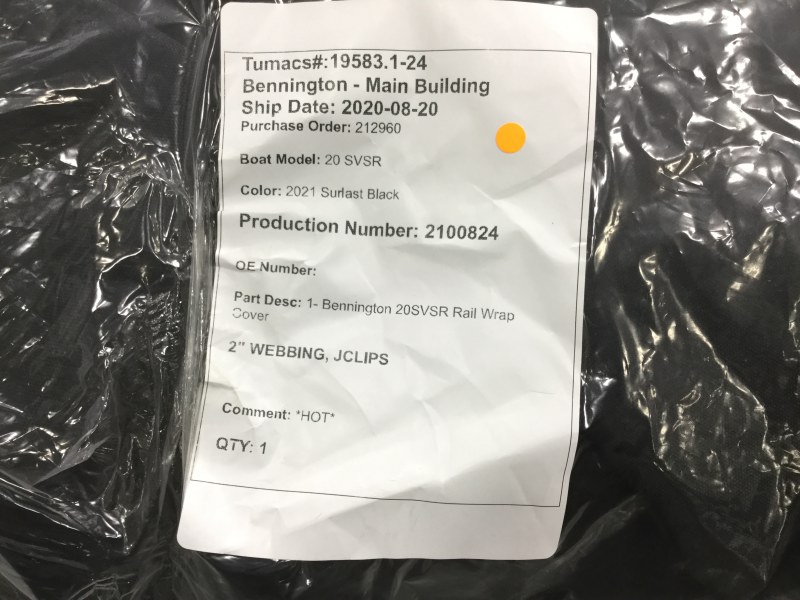 Tumacs#:19583.1-24
Bennington - Main Building
Ship Date: 2020-08-20
Purchase Order: 212960
Boat Model: 20 SVSR
Color: 2021 Surlast Black
Production Number: 2100824
OE Number:
Part Desc: 1- Bennington 20SVSR Rail Wrap
Cover
2" WEBBING, JCLIPS
Comment: *HOT*
QTY: 1